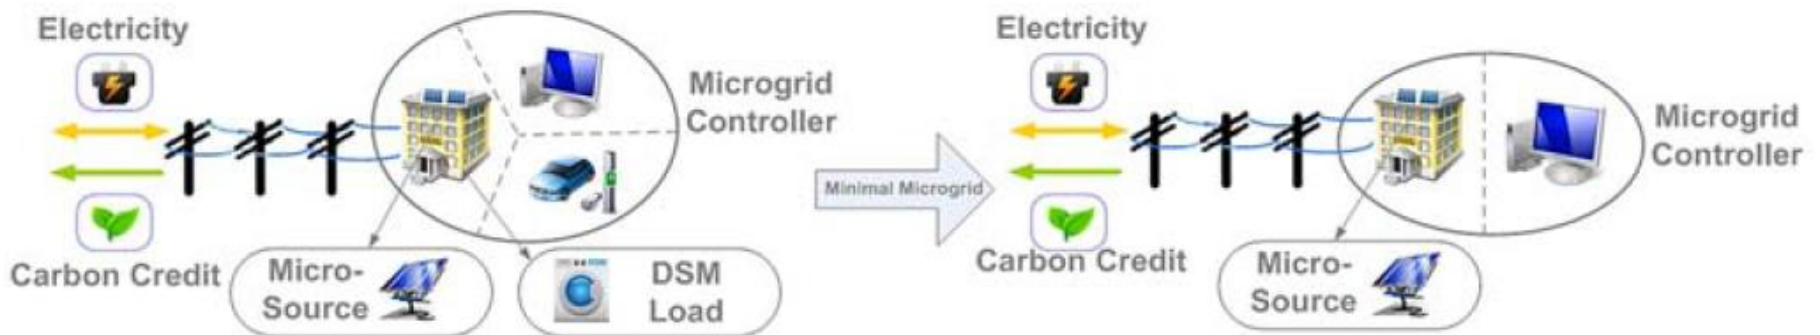 Electricity
Microgrid
Controller
Carbon Credit
Micro-
Source
DSM
Load
Minimal Microgrid
Electricity
Microgrid
Controller
Carbon Credit
Micro-
Source